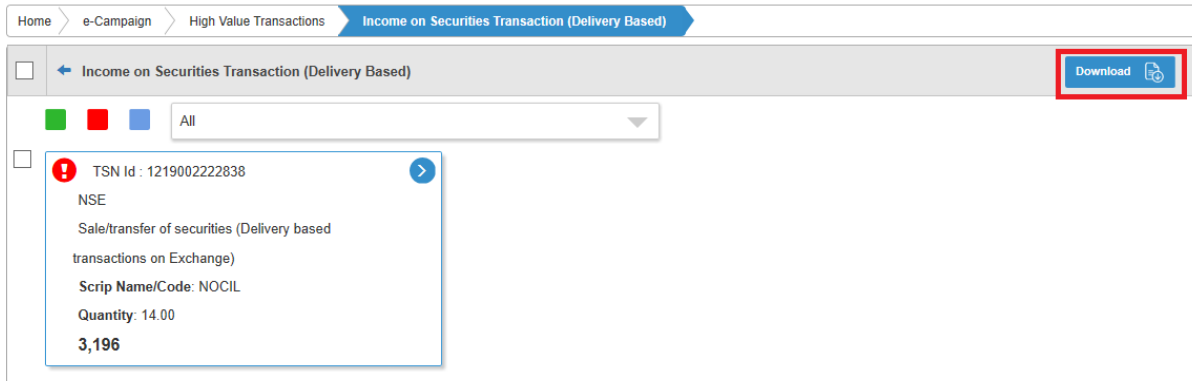 Home e-Campaign High Value Transactions Income on Securities Transaction (Delivery Based)
Income on Securities Transaction (Delivery Based)
Download
All
TSN Id : 1219002222838
NSE
Sale/transfer of securities (Delivery based
transactions on Exchange)
Scrip Name/Code: NOCIL
Quantity: 14.00
3,196